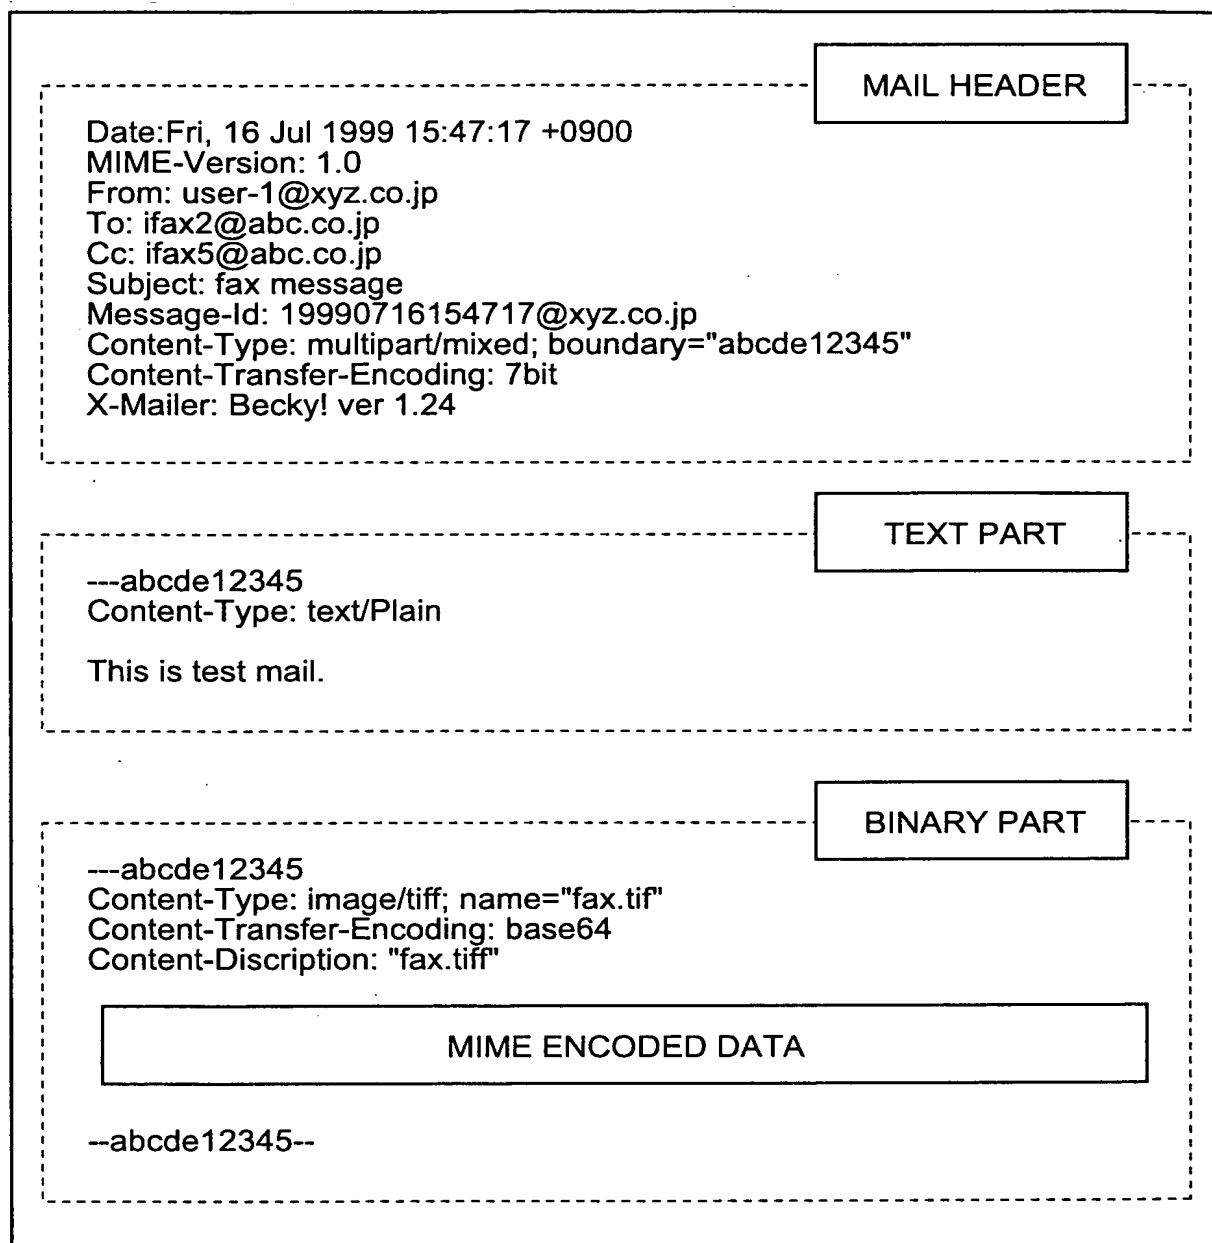 MAIL HEADER
Date:Fri, 16 Jul 1999 15:47:17 +0900
MIME-Version: 1.0
From: user-1@xyz.co.jp
To: ifax2@abc.co.jp
Cc: ifax5@abc.co.jp
Subject: fax message
Message-Id: 19990716154717@xyz.co.jp
Content-Type: multipart/mixed; boundary="abcde12345"
Content-Transfer-Encoding: 7bit
X-Mailer: Becky! ver 1.24
TEXT PART
---abcde12345
Content-Type: text/Plain
This is test mail.
BINARY PART
---abcde12345
Content-Type: image/tiff; name="fax.tif"
Content-Transfer-Encoding: base64
Content-Discription: "fax.tiff"
MIME ENCODED DATA
--abcde12345--